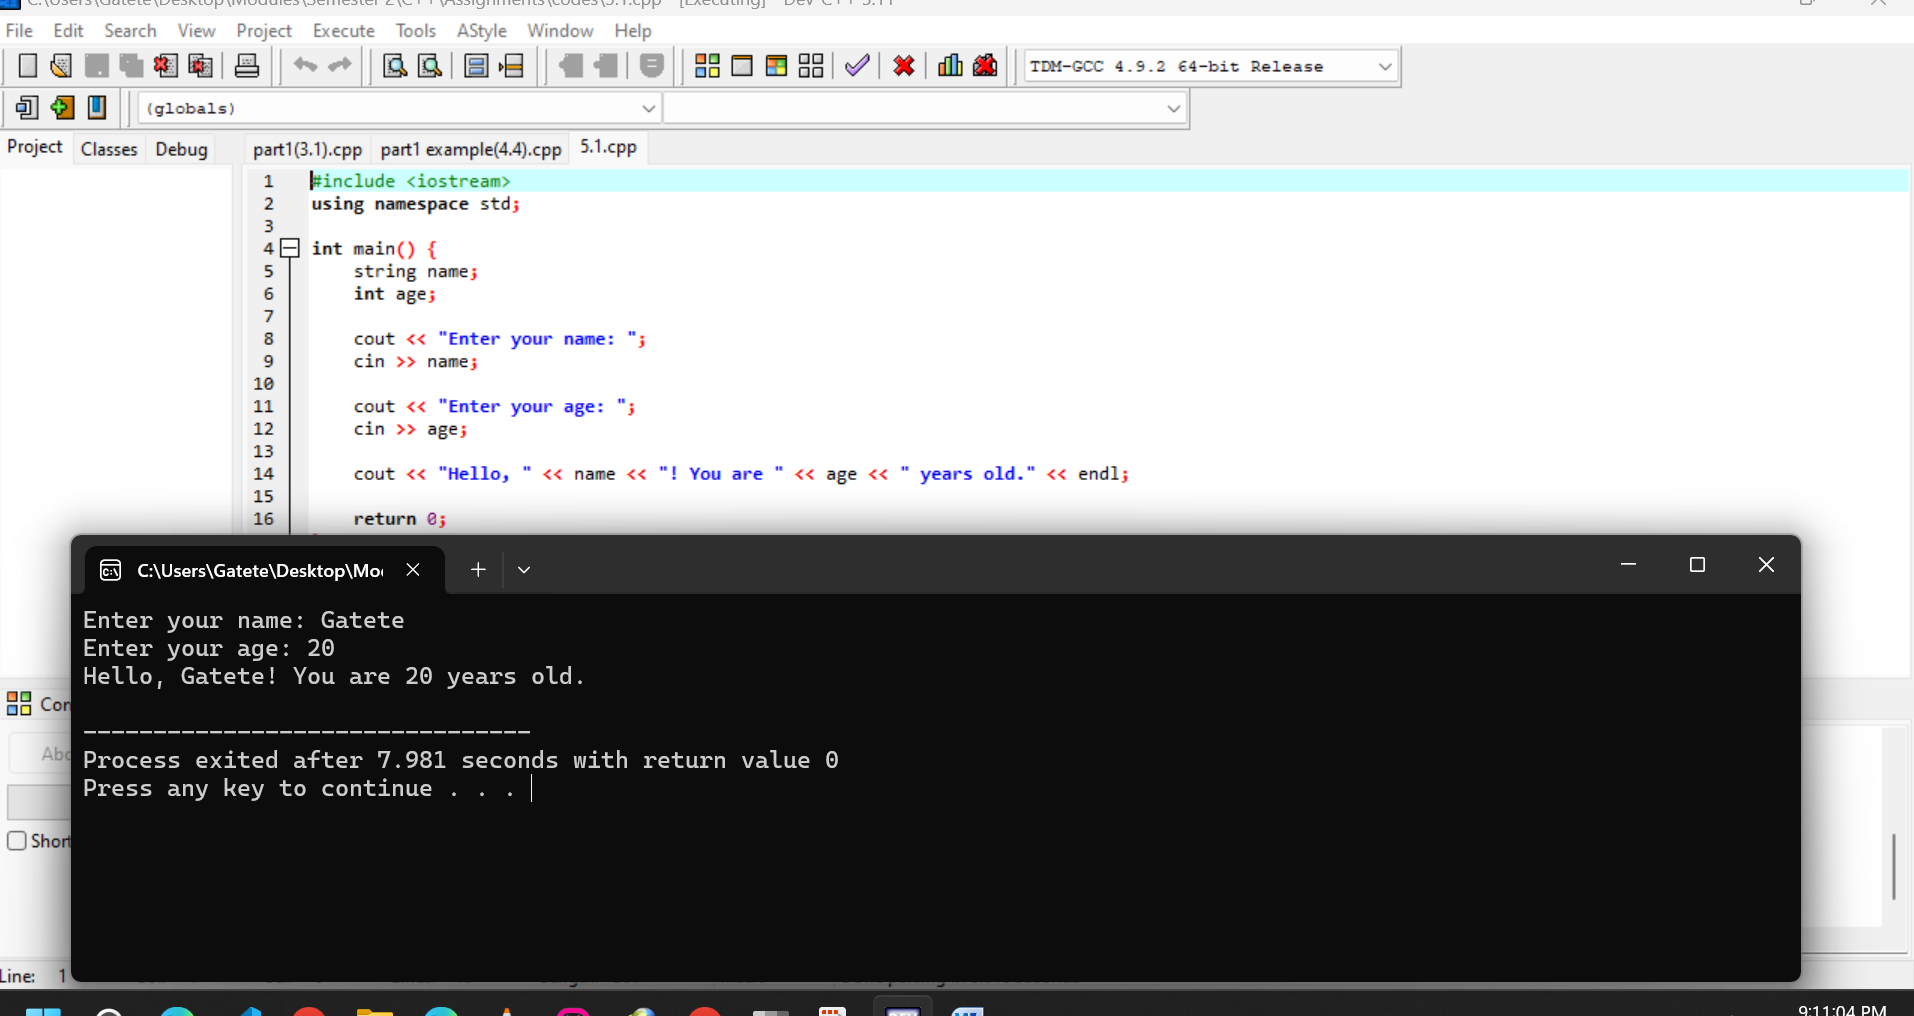 C:\Users\Gatete\Desktop\Modules\Semester 2\C++\Assignments\codes\5.1.cpp - [Executing] - Dev-C++ 5.11
File Edit Search View Project Execute Tools AStyle Window Help
TDM-GCC 4.9.2 64-bit Release
(globals)
Project Classes Debug
part1(3.1).cpp part1 example(4.4).cpp 5.1.cpp
1 #include <iostream>
2 using namespace std;
3
4 int main() {
5 string name;
6 int age;
7
8 cout << "Enter your name: ";
9 cin >> name;
10
11 cout << "Enter your age: ";
12 cin >> age;
13
14 cout << "Hello, " << name << "! You are " << age << " years old." << endl;
15
16 return 0;
C:\Users\Gatete\Desktop\Mo
Enter your name: Gatete
Enter your age: 20
Hello, Gatete! You are 20 years old.
--------------------------------
Process exited after 7.981 seconds with return value 0
Press any key to continue . . .
Con
Abo
Short
Line: 1
9:11:04 PM